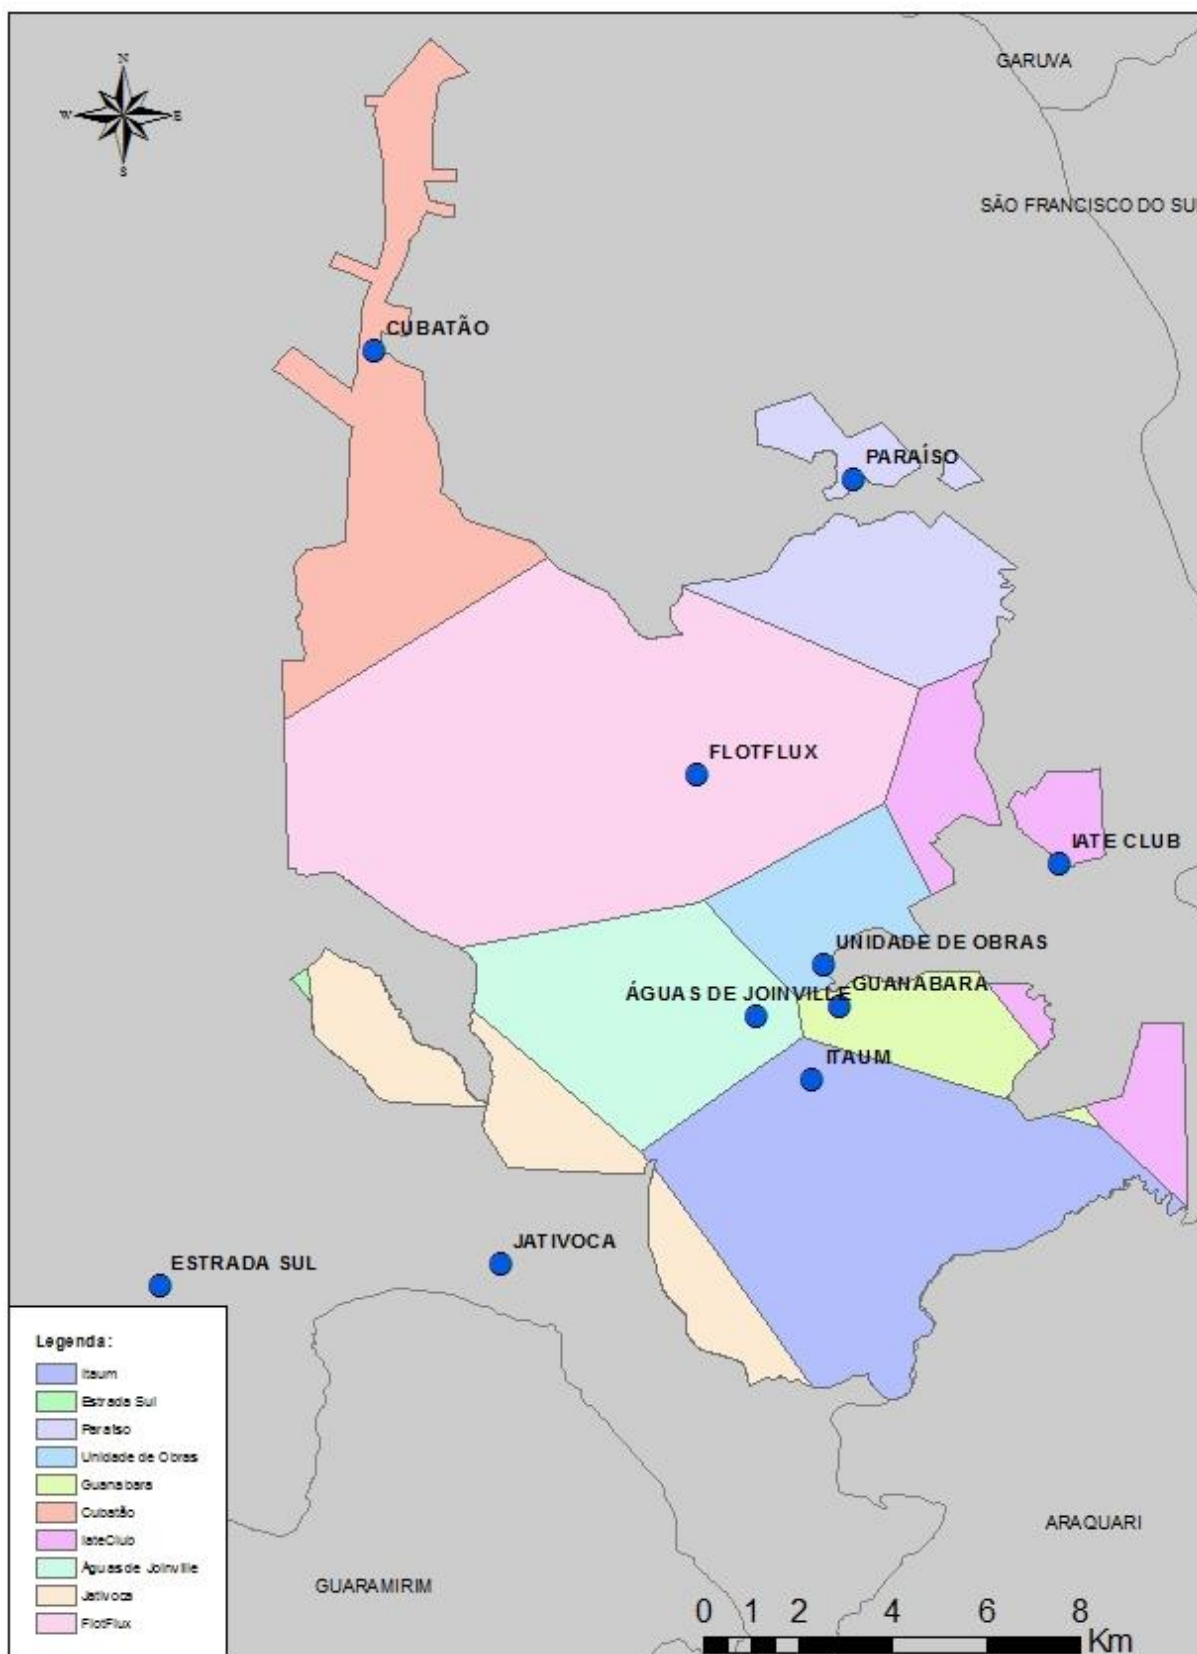 GARUVA
N
W E
S
SÃO FRANCISCO DO SU
CUBATÃO
PARAÍSO
FLOTFLUX
IATE CLUB
UNIDADE DE OBRAS
GUANABARA
ÁGUAS DE JOINVILLE
ITAUM
JATIVOCA
ESTRADA SUL
Legenda:
Itaum
Estrada Sul
Paraíso
Unidade de Obras
Guanabara
Cubatão
IateClub
Águas de Joinville
Jativoca
FlotFlux
ARAQUARI
GUARAMIRIM
0 1 2 4 6 8
Km